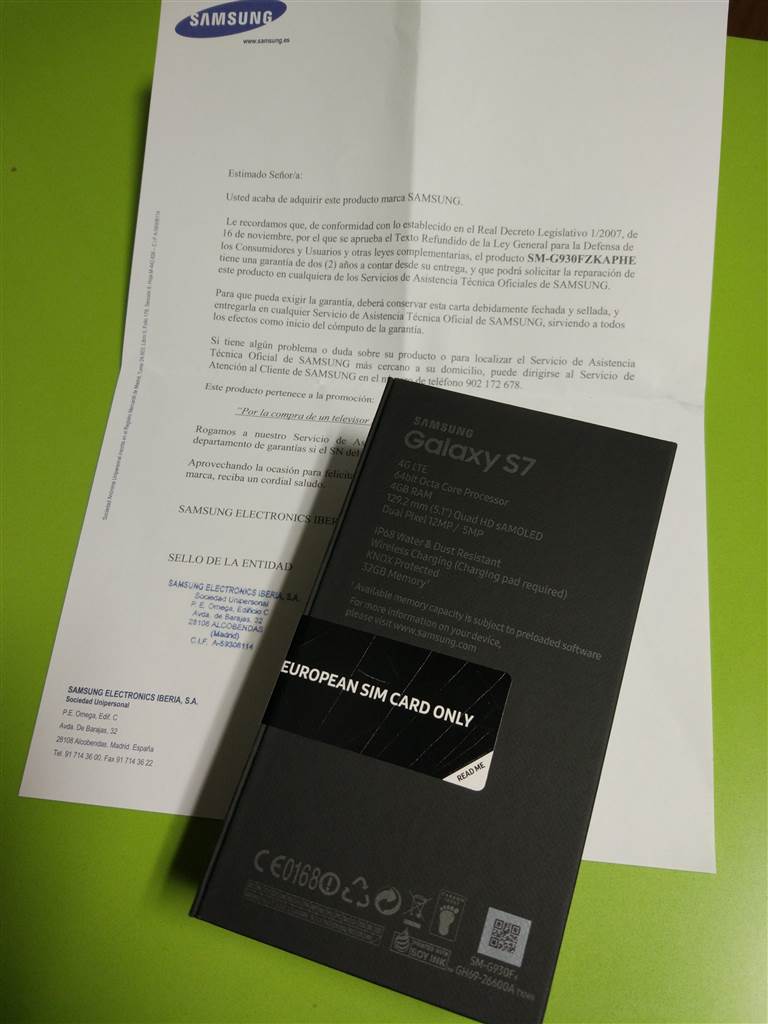 SAMSUNG
www.samsung.es
Estimado Señor/a:
Usted acaba de adquirir este producto marca SAMSUNG.
Le recordamos que, de conformidad con lo establecido en el Real Decreto Legislativo 1/2007, de
16 de noviembre, por el que se aprueba el Texto Refundido de la Ley General para la Defensa de
los Consumidores y Usuarios y otras leyes complementarias, el producto SM-G930FZKAPHE
tiene una garantía de dos (2) años a contar desde su entrega, y que podrá solicitar la reparación de
este producto en cualquiera de los Servicios de Asistencia Técnica Oficiales de SAMSUNG.
Para que pueda exigir la garantía, deberá conservar esta carta debidamente fechada y sellada, y
entregarla en cualquier Servicio de Asistencia Técnica Oficial de SAMSUNG, sirviendo a todos
los efectos como inicio del cómputo de la garantía.
Si tiene algún problema o duda sobre su producto o para localizar el Servicio de Asistencia
Técnica Oficial de SAMSUNG más cercano a su domicilio, puede dirigirse al Servicio de
Atención al Cliente de SAMSUNG en el de teléfono 902 172 678.
Este producto pertenece a la promoción:
"Por la compra de un televisor
Rogamos a nuestro Servicio de As
departamento de garantías si el SN del
Aprovechando la ocasión para felicita
marca, reciba un cordial saludo.
SAMSUNG ELECTRONICS IBER
SELLO DE LA ENTIDAD
SAMSUNG ELECTRONICS IBERIA, S.A.
Sociedad Unipersonal
P. E. Omega, Edificio C
Avda. de Barajas, 32
28108 ALCOBENDAS
(Madrid)
C.I.F. A-59308114
SAMSUNG ELECTRONICS IBERIA, S.A.
Sociedad Unipersonal
P.E. Omega, Edif. C
Avda. De Barajas, 32
28108 Alcobendas, Madrid. España
Tel. 91 714 36 00, Fax 91 714 36 22
SAMSUNG
Galaxy S7
4G LTE
64bit Octa Core Processor
4GB RAM
129.2 mm (5.1") Quad HD sAMOLED
Dual Pixel 12MP / 5MP
IP68 Water & Dust Resistant
Wireless Charging (Charging pad required)
KNOX Protected
32GB Memory¹
¹ Available memory capacity is subject to preloaded software
For more information on your device,
please visit www.samsung.com
EUROPEAN SIM CARD ONLY
READ ME
CE0168
PRINTED WITH
SOY INK
SM-G930F
GH69-26600A